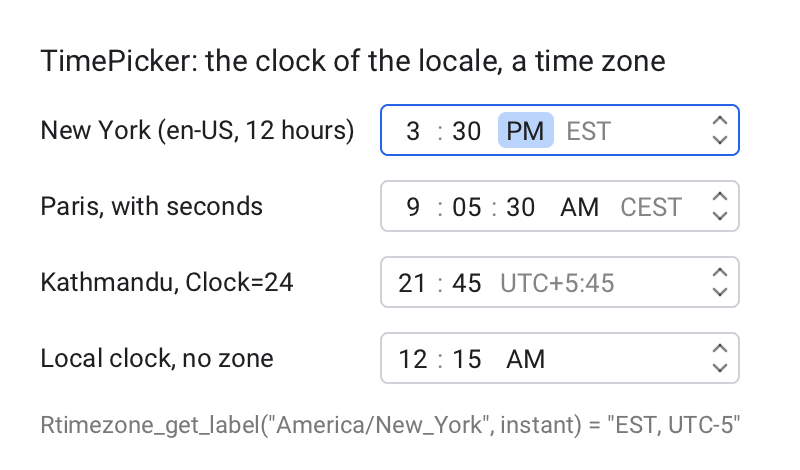 TimePicker: the clock of the locale, a time zone
New York (en-US, 12 hours) 3 : 30 PM EST
Paris, with seconds 9 : 05 : 30 AM CEST
Kathmandu, Clock=24 21 : 45 UTC+5:45
Local clock, no zone 12 : 15 AM
Rtimezone_get_label("America/New_York", instant) = "EST, UTC-5"